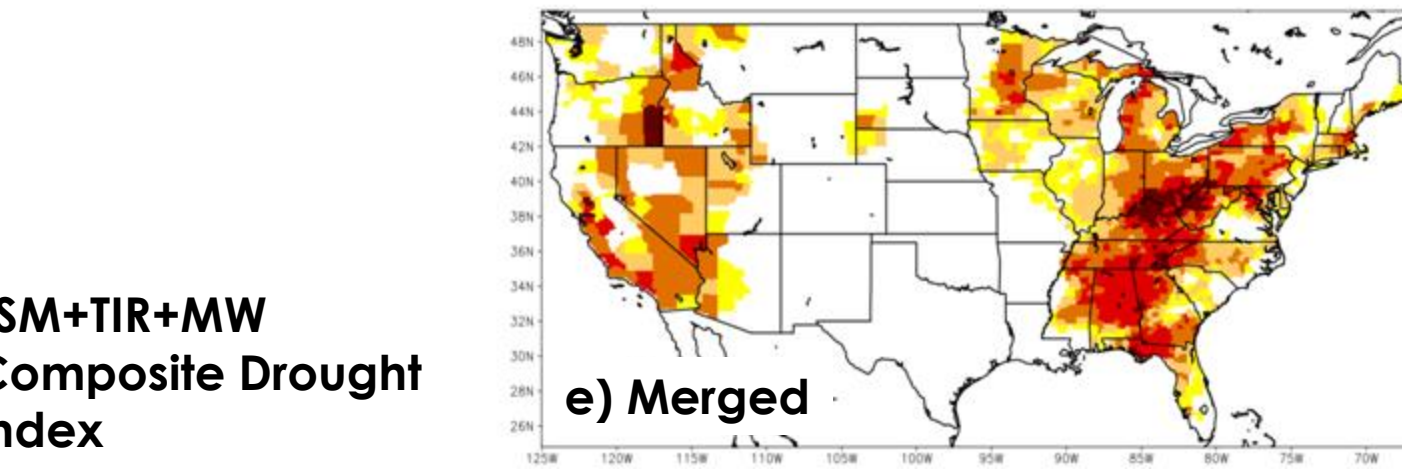 SM+TIR+MW
Composite Drought
ndex
e) Merged
48N
46N
44N
42N
40N
38N
36N
34N
32N
30N
28N
26N
125W 120W 115W 110W 105W 100W 95W 90W 85W 80W 75W 70W